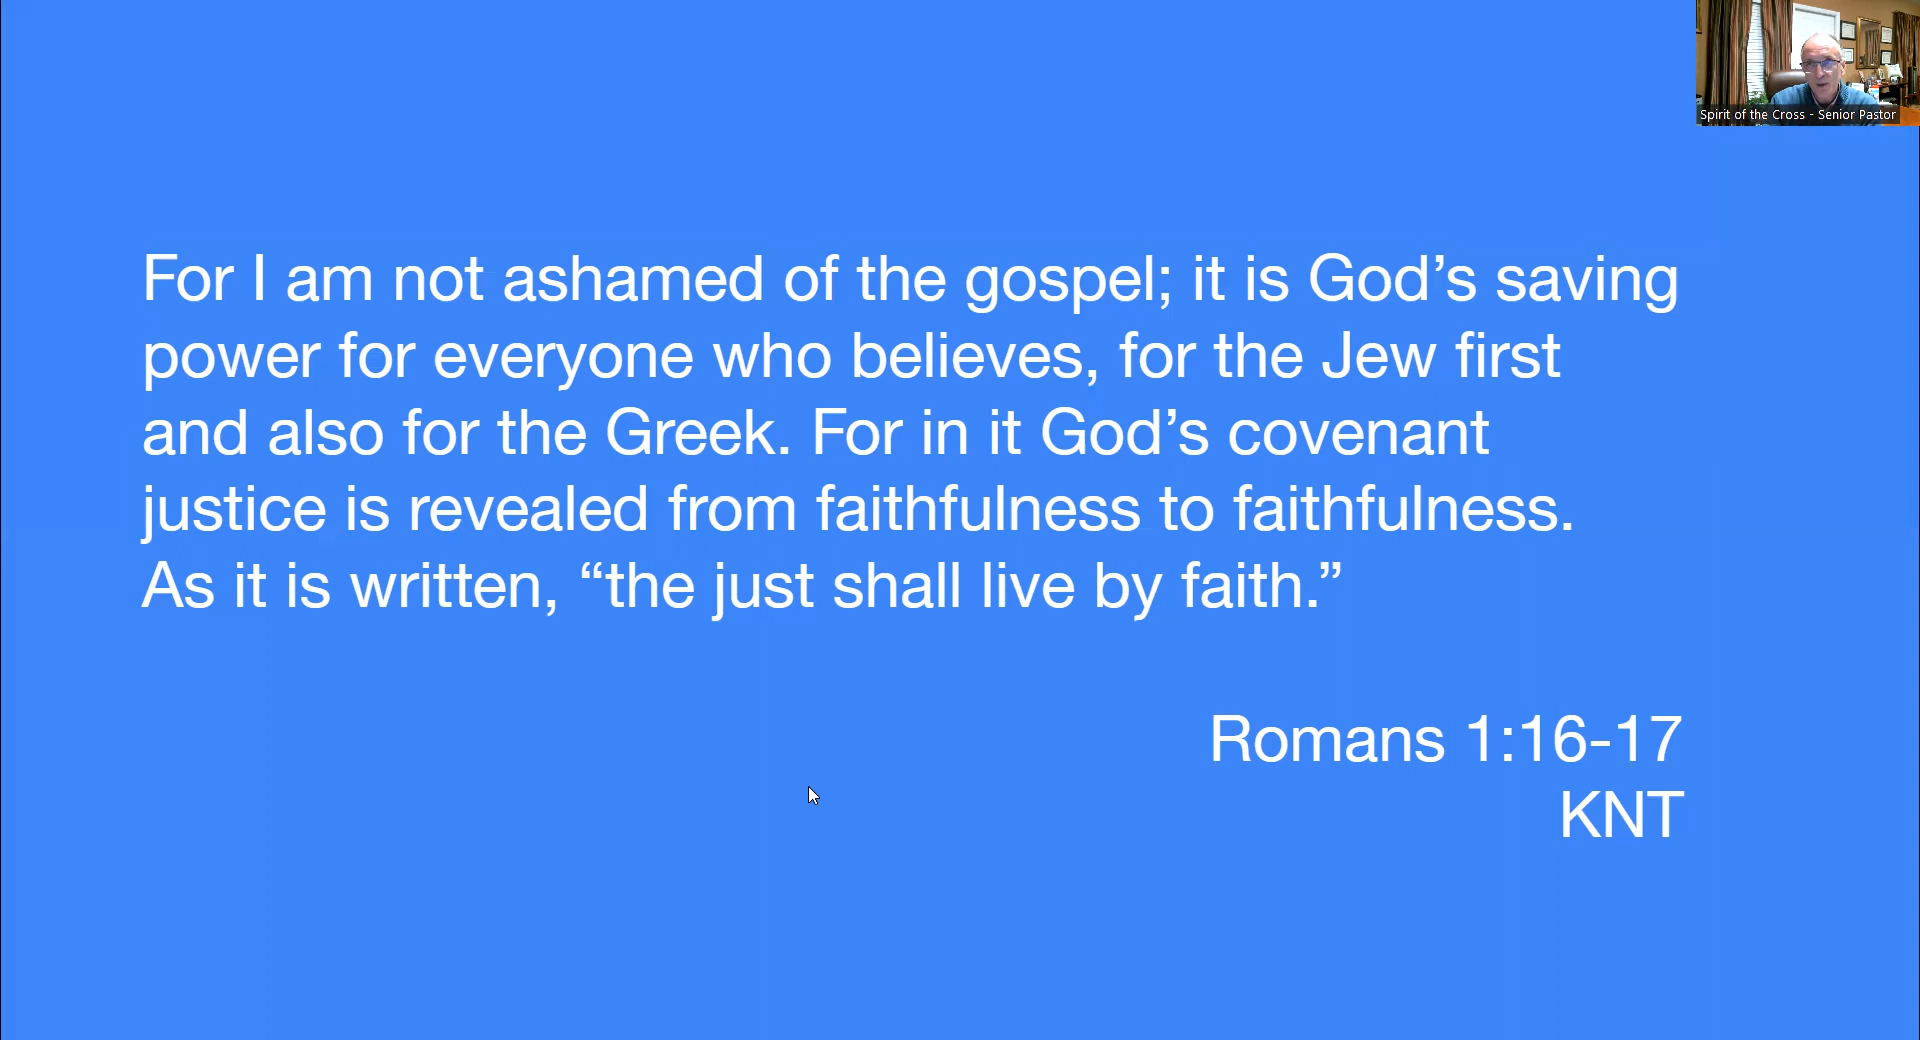 Spirit of the Cross - Senior Pastor
For I am not ashamed of the gospel; it is God’s saving
power for everyone who believes, for the Jew first
and also for the Greek. For in it God’s covenant
justice is revealed from faithfulness to faithfulness.
As it is written, “the just shall live by faith.”
Romans 1:16-17
KNT